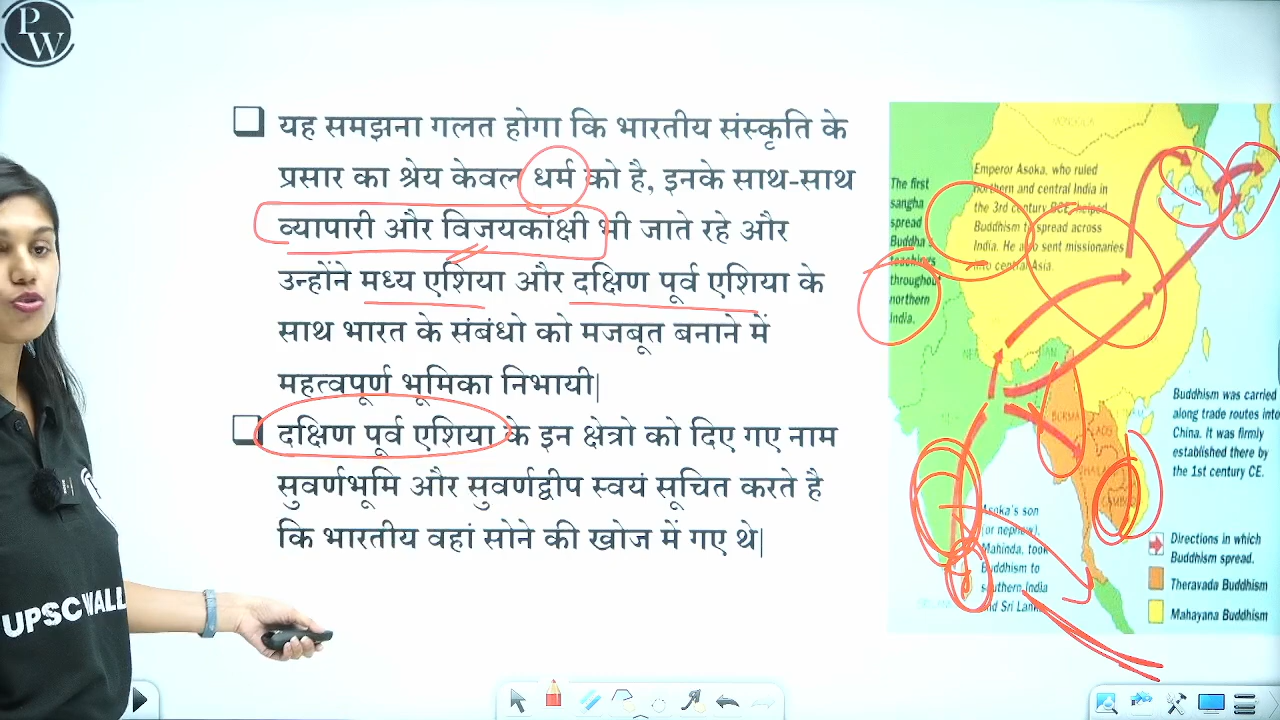 PW
यह समझना गलत होगा कि भारतीय संस्कृति के
प्रसार का श्रेय केवल धर्म को है, इनके साथ-साथ
व्यापारी और विजयकांक्षी भी जाते रहे और
उन्होंने मध्य एशिया और दक्षिण पूर्व एशिया के
साथ भारत के संबंधो को मजबूत बनाने में
महत्वपूर्ण भूमिका निभायी|
दक्षिण पूर्व एशिया के इन क्षेत्रो को दिए गए नाम
सुवर्णभूमि और सुवर्णद्वीप स्वयं सूचित करते है
कि भारतीय वहां सोने की खोज में गए थे|
The first
sangha
spread
Buddha's
teachings
throughout
northern
India.
Emperor Asoka, who ruled
northern and central India in
the 3rd century BCE, helped
Buddhism to spread across
India. He also sent missionaries
into central Asia.
MONGOLIA
BURMA
LAOS
Buddhism was carried
along trade routes into
China. It was firmly
established there by
the 1st century CE.
Asoka's son
(or nephew),
Mahinda, took
Buddhism to
southern India
and Sri Lanka
Directions in which
Buddhism spread.
Theravada Buddhism
Mahayana Buddhism
UPSC WALL